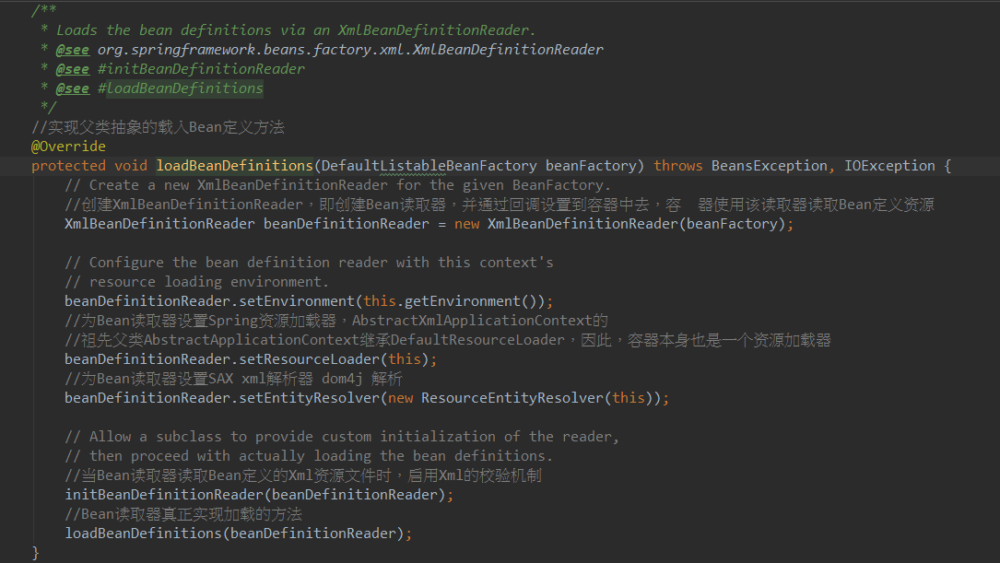 /**
 * Loads the bean definitions via an XmlBeanDefinitionReader.
 * @see org.springframework.beans.factory.xml.XmlBeanDefinitionReader
 * @see #initBeanDefinitionReader
 * @see #loadBeanDefinitions
 */
//实现父类抽象的载入Bean定义方法
@Override
protected void loadBeanDefinitions(DefaultListableBeanFactory beanFactory) throws BeansException, IOException {
// Create a new XmlBeanDefinitionReader for the given BeanFactory.
//创建XmlBeanDefinitionReader，即创建Bean读取器，并通过回调设置到容器中去，容　器使用该读取器读取Bean定义资源
XmlBeanDefinitionReader beanDefinitionReader = new XmlBeanDefinitionReader(beanFactory);
// Configure the bean definition reader with this context's
// resource loading environment.
beanDefinitionReader.setEnvironment(this.getEnvironment());
//为Bean读取器设置Spring资源加载器，AbstractXmlApplicationContext的
//祖先父类AbstractApplicationContext继承DefaultResourceLoader，因此，容器本身也是一个资源加载器
beanDefinitionReader.setResourceLoader(this);
//为Bean读取器设置SAX xml解析器 dom4j 解析
beanDefinitionReader.setEntityResolver(new ResourceEntityResolver(this));
// Allow a subclass to provide custom initialization of the reader,
// then proceed with actually loading the bean definitions.
//当Bean读取器读取Bean定义的Xml资源文件时，启用Xml的校验机制
initBeanDefinitionReader(beanDefinitionReader);
//Bean读取器真正实现加载的方法
loadBeanDefinitions(beanDefinitionReader);
}